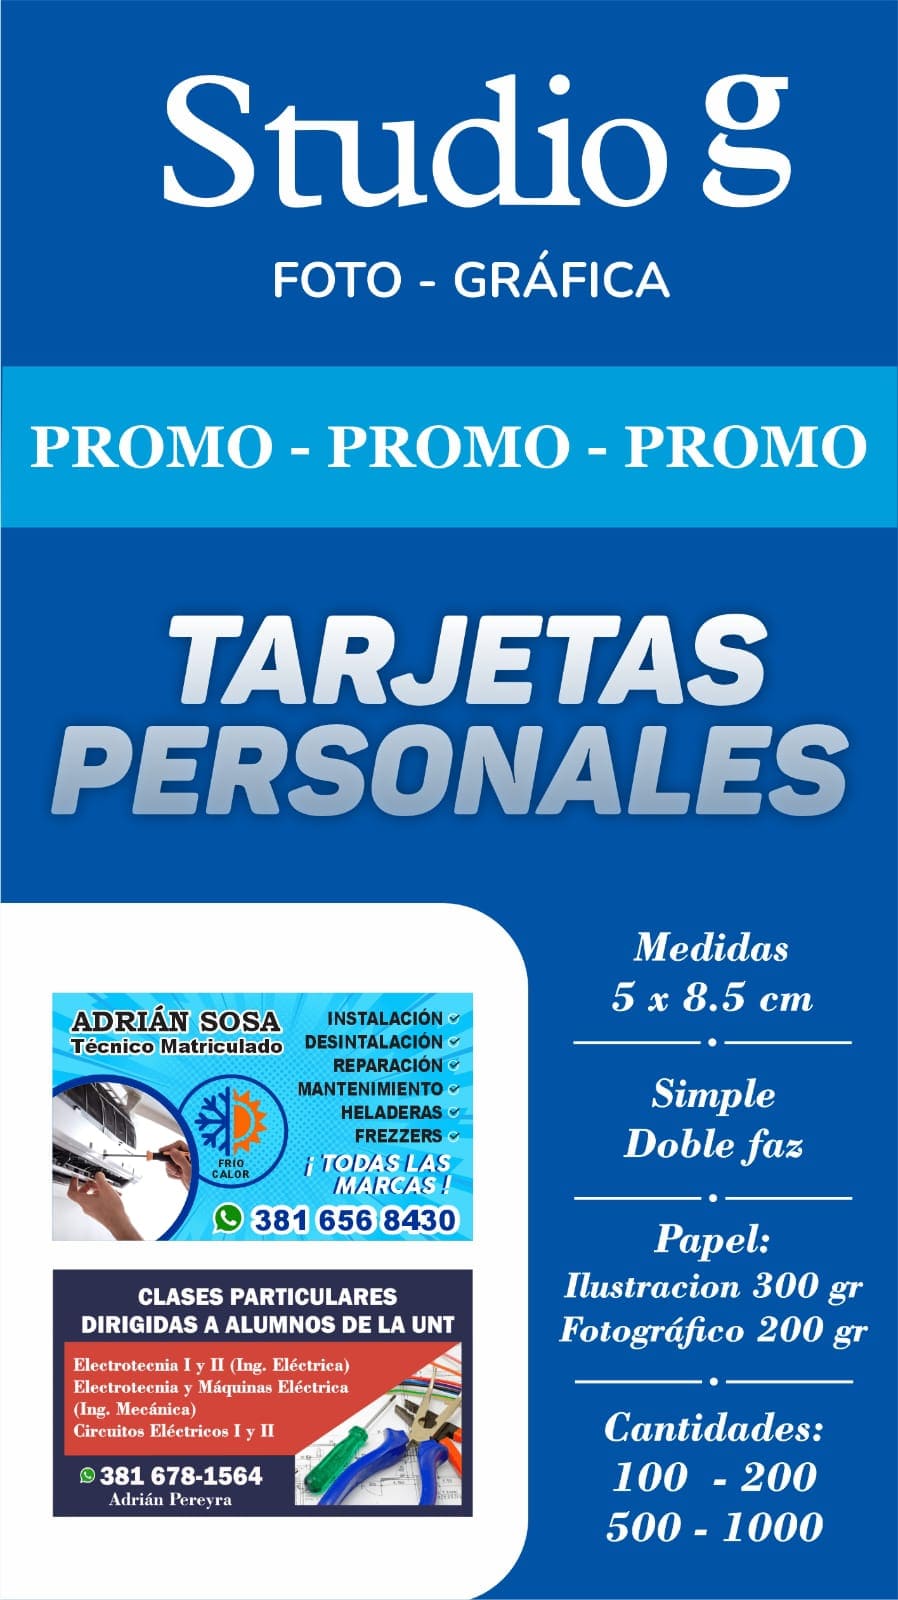 Studio g
FOTO - GRÁFICA
PROMO - PROMO - PROMO
TARJETAS
PERSONALES
ADRIÁN SOSA
Técnico Matriculado
INSTALACIÓN
DESINTALACIÓN
REPARACIÓN
MANTENIMIENTO
HELADERAS
FREZZERS
FRÍO
CALOR
¡ TODAS LAS
MARCAS !
381 656 8430
CLASES PARTICULARES
DIRIGIDAS A ALUMNOS DE LA UNT
Electrotecnia I y II (Ing. Eléctrica)
Electrotecnia y Máquinas Eléctrica
(Ing. Mecánica)
Circuitos Eléctricos I y II
381 678-1564
Adrián Pereyra
Medidas
5 x 8.5 cm
Simple
Doble faz
Papel:
Ilustracion 300 gr
Fotográfico 200 gr
Cantidades:
100 - 200
500 - 1000